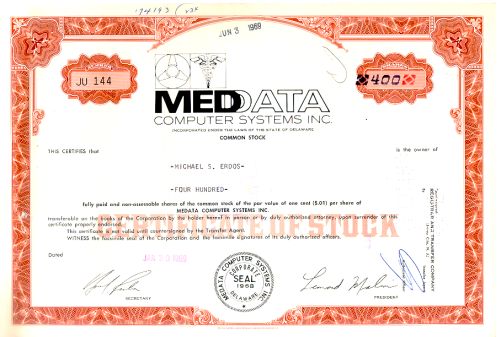 74193
JUN 3 1969
JU 144
400
MEDDATA
COMPUTER SYSTEMS INC.
INCORPORATED UNDER THE LAWS OF THE STATE OF DELAWARE
COMMON STOCK
THIS CERTIFIES that
is the owner of
-MICHAEL S. ERDOS-
-FOUR HUNDRED-
fully paid and non-assessable shares of the common stock of the par value of one cent ($.01) per share of
MEDATA COMPUTER SYSTEMS INC.
transferable on the books of the Corporation by the holder hereof in person or by duly authorized attorney, upon surrender of this
certificate properly endorsed.
This certificate is not valid until countersigned by the Transfer Agent.
WITNESS the facsimile seal of the Corporation and the facsimile signatures of its duly authorized officers.
CERTIFICATE OF STOCK
Dated
1969
MEDATA COMPUTER SYSTEMS INC.
CORPORATE
SEAL
1968
DELAWARE
SECRETARY
PRESIDENT